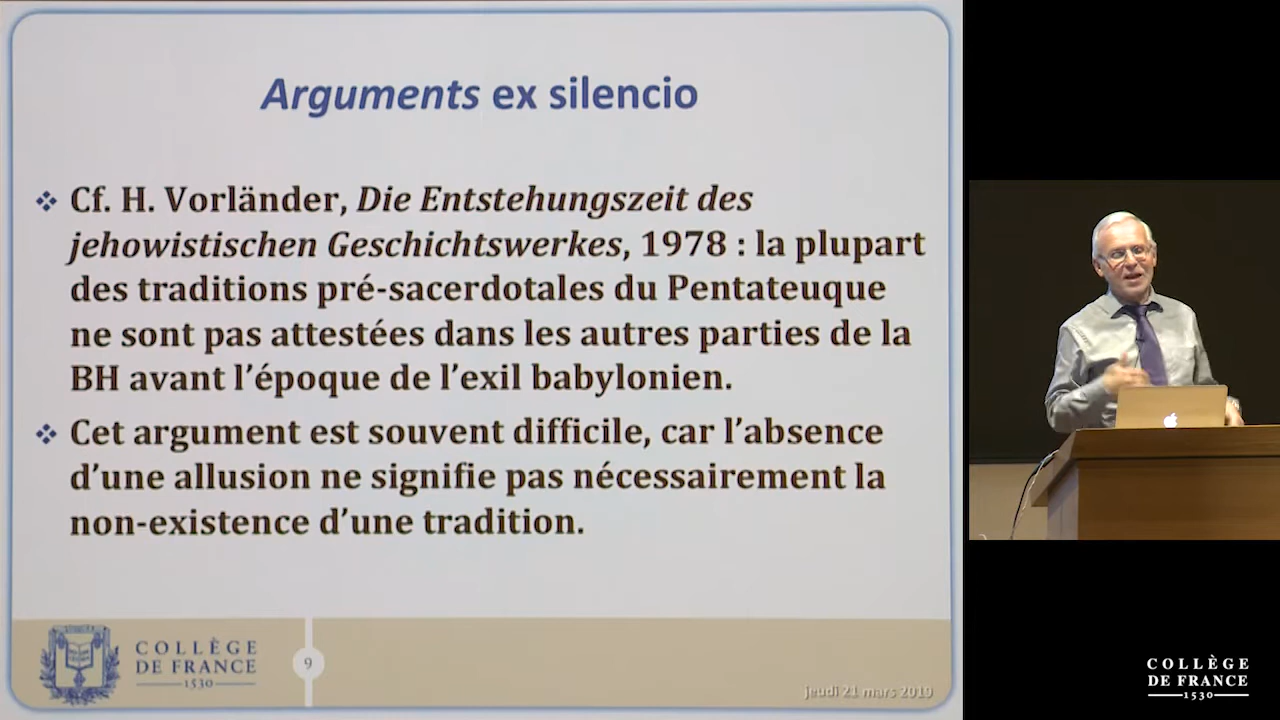 Arguments ex silencio
❖ Cf. H. Vorländer, Die Entstehungszeit des
jehowistischen Geschichtswerkes, 1978 : la plupart
des traditions pré-sacerdotales du Pentateuque
ne sont pas attestées dans les autres parties de la
BH avant l’époque de l’exil babylonien.
❖ Cet argument est souvent difficile, car l’absence
d’une allusion ne signifie pas nécessairement la
non-existence d’une tradition.
COLLÈGE
DE FRANCE
1530
9
jeudi 21 mars 2019
COLLÈGE
DE FRANCE
1530